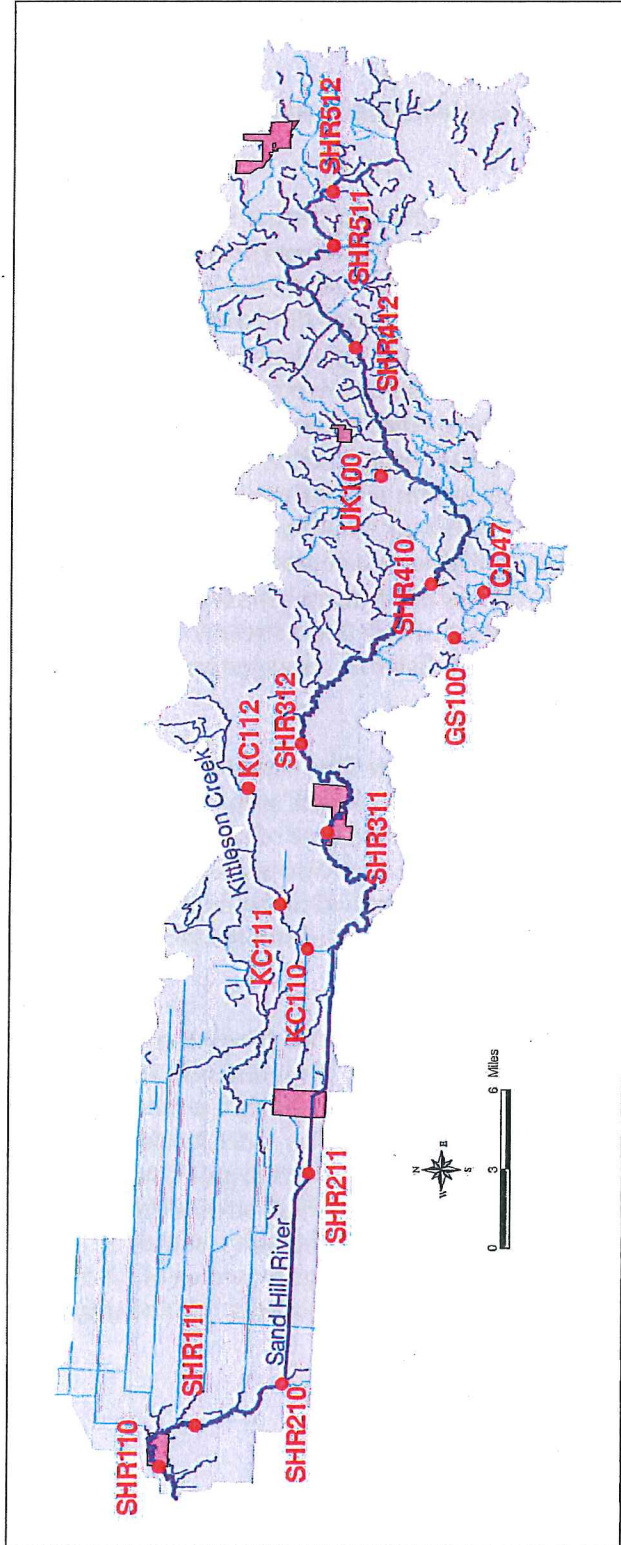 SHR110
SHR111
Sand Hill River
SHR210
SHR211
KC110
KC111
Kittleson Creek
KC112
SHR311
SHR312
GS100
SHR410
CD47
UK100
SHR412
SHR511
SHR512
N
W
E
S
0
3
6 Miles